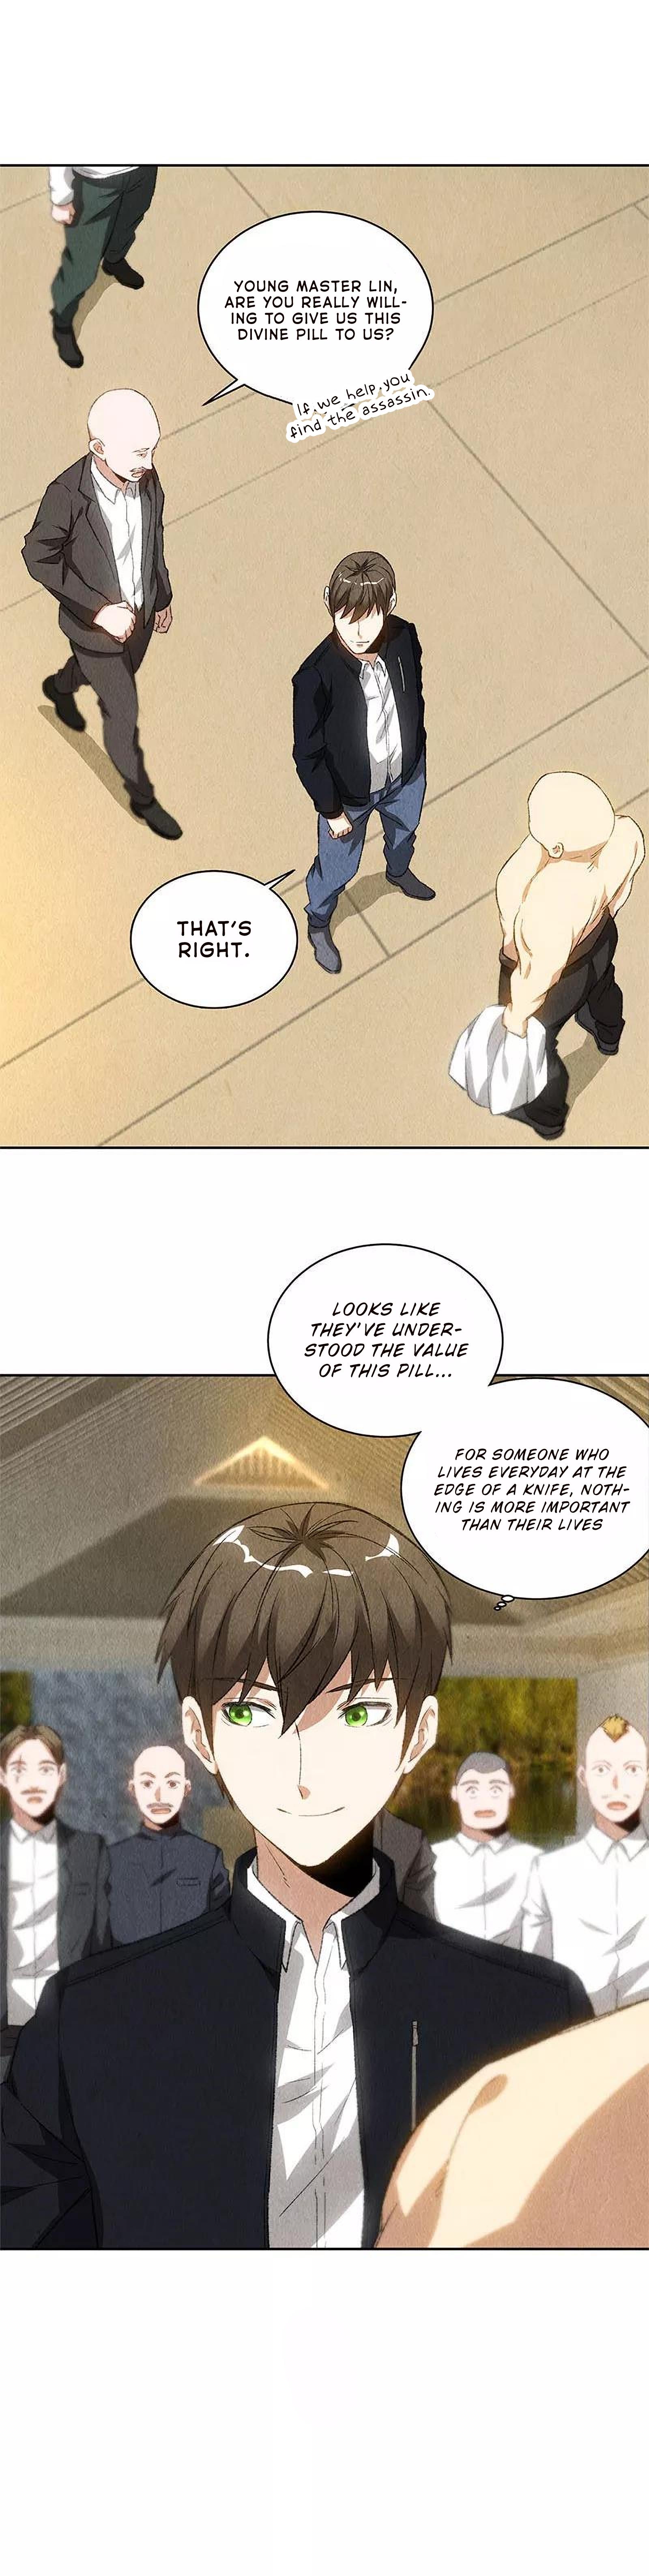 YOUNG MASTER LIN,
ARE YOU REALLY WILL-
ING TO GIVE US THIS
DIVINE PILL TO US?
If we help you
find the assassin.
THAT'S
RIGHT.
LOOKS LIKE
THEY'VE UNDER-
STOOD THE VALUE
OF THIS PILL...
FOR SOMEONE WHO
LIVES EVERYDAY AT THE
EDGE OF A KNIFE, NOTH-
ING IS MORE IMPORTANT
THAN THEIR LIVES